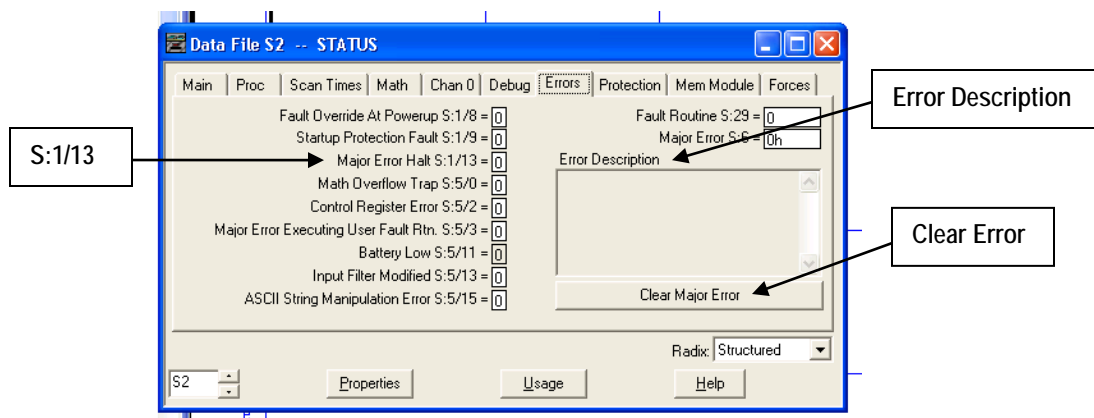 Data File S2 -- STATUS
Main Proc Scan Times Math Chan 0 Debug Errors Protection Mem Module Forces
Fault Override At Powerup S:1/8 = 0
Startup Protection Fault S:1/9 = 0
Major Error Halt S:1/13 = 0
Math Overflow Trap S:5/0 = 0
Control Register Error S:5/2 = 0
Major Error Executing User Fault Rtn. S:5/3 = 0
Battery Low S:5/11 = 0
Input Filter Modified S:5/13 = 0
ASCII String Manipulation Error S:5/15 = 0
Fault Routine S:29 = 0
Major Error S:6 = 0h
Error Description
Clear Major Error
Radix: Structured
S2
Properties
Usage
Help
S:1/13
Error Description
Clear Error